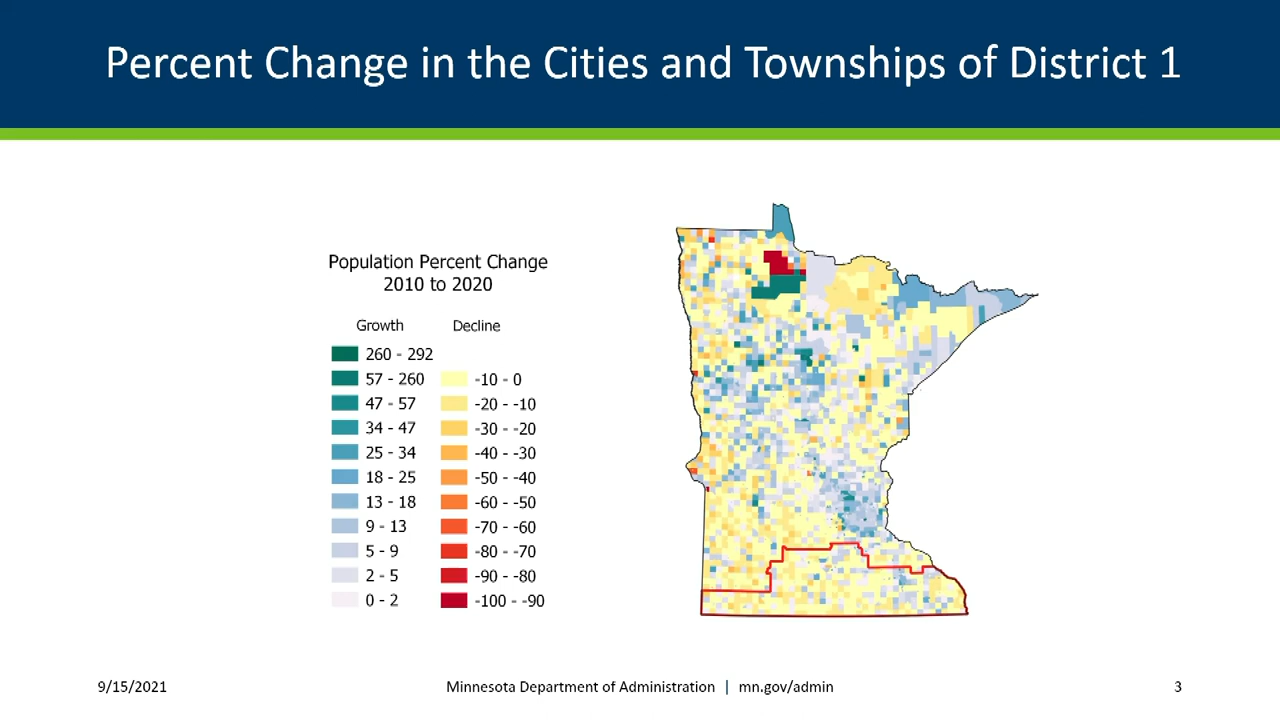 Percent Change in the Cities and Townships of District 1
Population Percent Change
2010 to 2020
Growth Decline
260 - 292
57 - 260 -10 - 0
47 - 57 -20 - -10
34 - 47 -30 - -20
25 - 34 -40 - -30
18 - 25 -50 - -40
13 - 18 -60 - -50
9 - 13 -70 - -60
5 - 9 -80 - -70
2 - 5 -90 - -80
0 - 2 -100 - -90
9/15/2021 Minnesota Department of Administration | mn.gov/admin 3